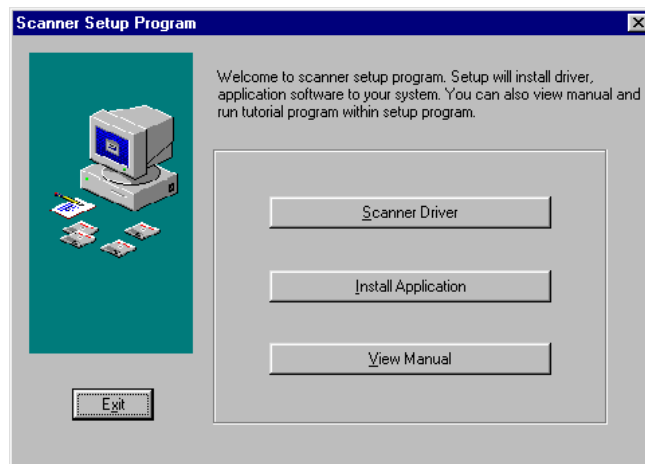 Scanner Setup Program
Welcome to scanner setup program. Setup will install driver,
application software to your system. You can also view manual and
run tutorial program within setup program.
Scanner Driver
Install Application
View Manual
Exit